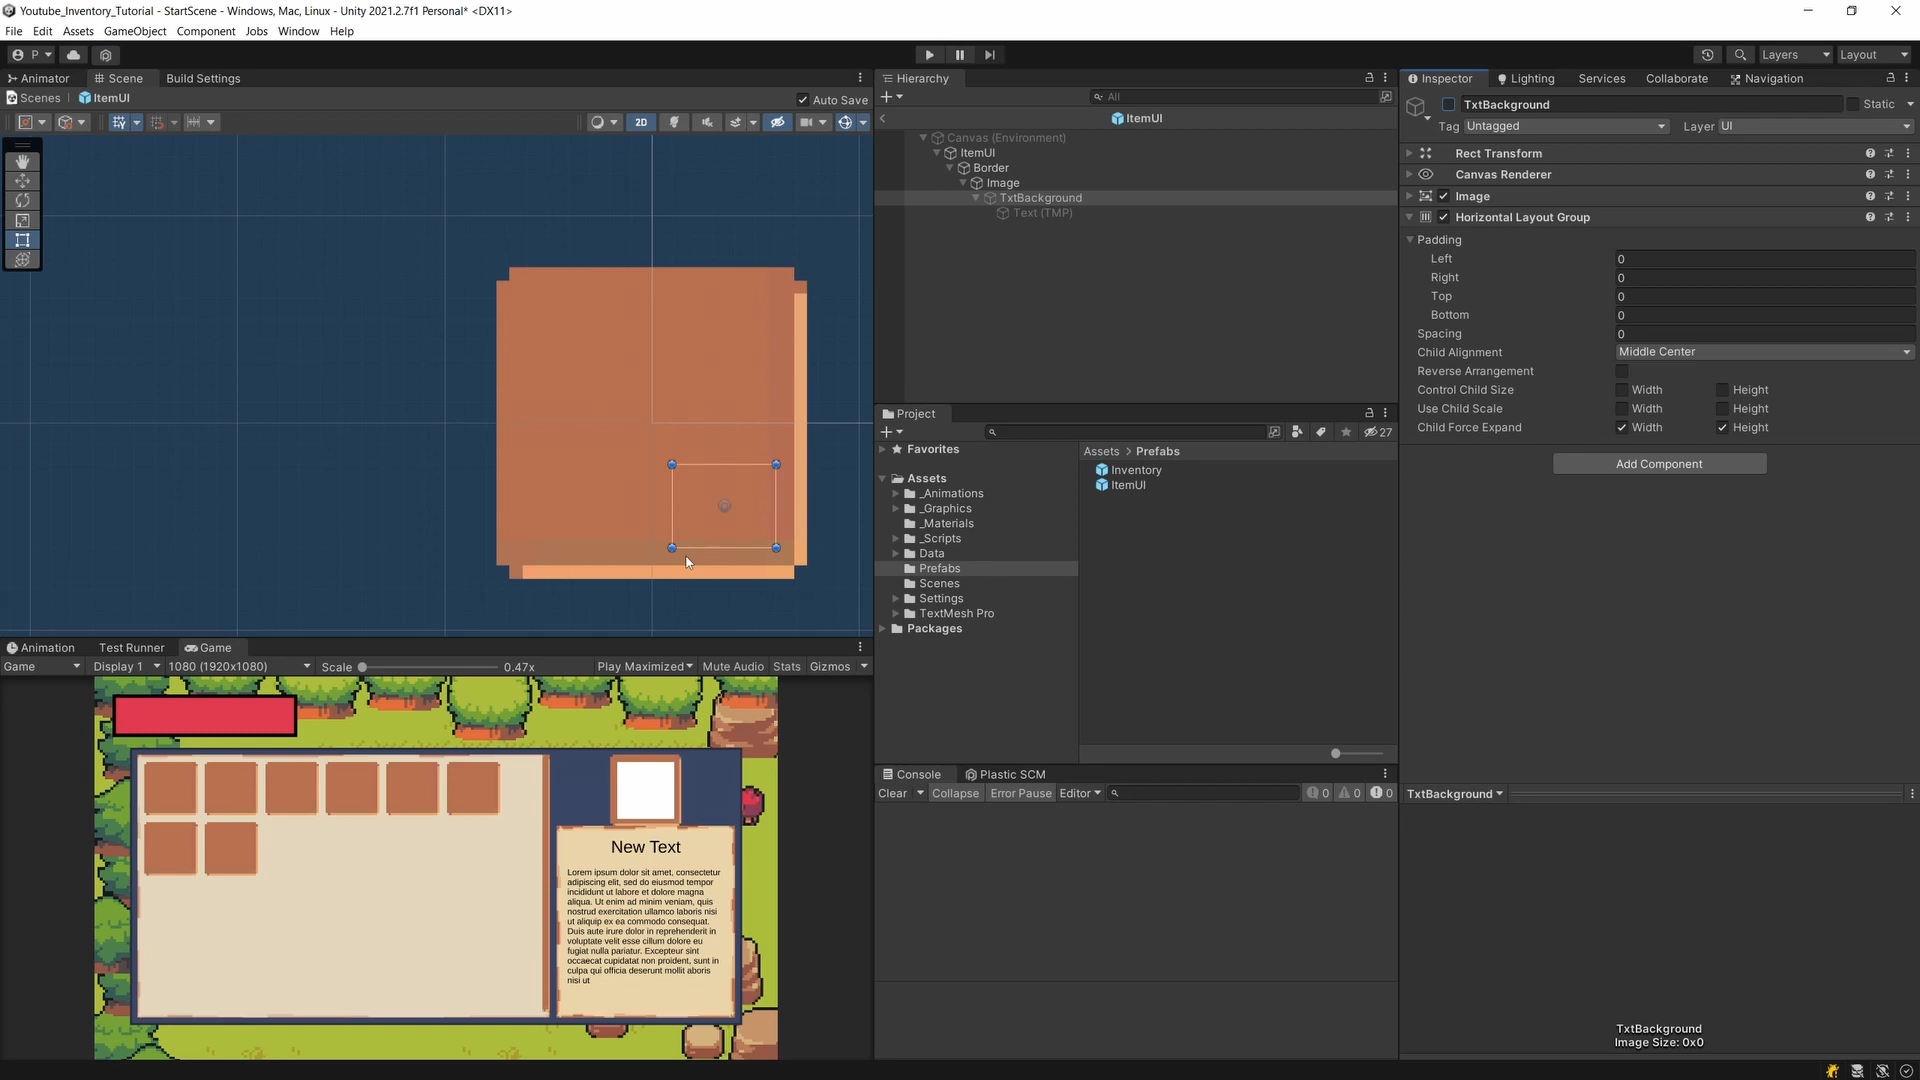 Youtube_Inventory_Tutorial - StartScene - Windows, Mac, Linux - Unity 2021.2.7f1 Personal* <DX11>
File Edit Assets GameObject Component Jobs Window Help
P Layers Layout
Animator Scene Build Settings
Scenes ItemUI Auto Save
2D
Hierarchy
All
ItemUI
Canvas (Environment)
ItemUI
Border
Image
TxtBackground
Text (TMP)
Project
27
Favorites
Assets
_Animations
_Graphics
_Materials
_Scripts
Data
Prefabs
Scenes
Settings
TextMesh Pro
Packages
Assets > Prefabs
Inventory
ItemUI
Console Plastic SCM
Clear Collapse Error Pause Editor 0 0 0
Inspector Lighting Services Collaborate Navigation
TxtBackground Static
Tag Untagged Layer UI
Rect Transform
Canvas Renderer
Image
Horizontal Layout Group
Padding
Left 0
Right 0
Top 0
Bottom 0
Spacing 0
Child Alignment Middle Center
Reverse Arrangement
Control Child Size Width Height
Use Child Scale Width Height
Child Force Expand Width Height
Add Component
TxtBackground
TxtBackground
Image Size: 0x0
Animation Test Runner Game
Game Display 1 1080 (1920x1080) Scale 0.47x Play Maximized Mute Audio Stats Gizmos
New Text
Lorem ipsum dolor sit amet, consectetur
adipiscing elit, sed do eiusmod tempor
incididunt ut labore et dolore magna
aliqua. Ut enim ad minim veniam, quis
nostrud exercitation ullamco laboris nisi
ut aliquip ex ea commodo consequat.
Duis aute irure dolor in reprehenderit in
voluptate velit esse cillum dolore eu
fugiat nulla pariatur. Excepteur sint
occaecat cupidatat non proident, sunt in
culpa qui officia deserunt mollit aboris
nisi ut